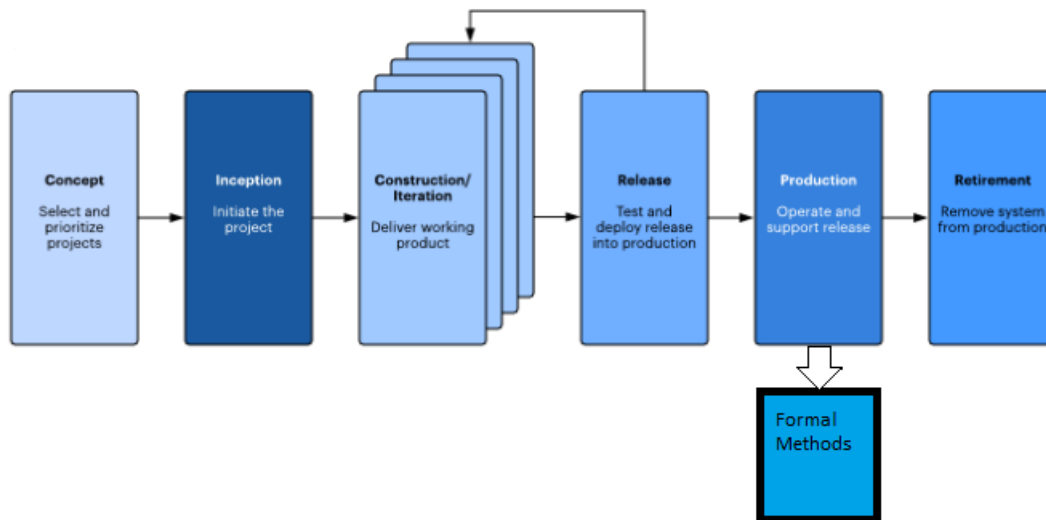 Concept
Select and
prioritize
projects
Inception
Initiate the
project
Construction/
Iteration
Deliver working
product
Release
Test and
deploy release
into production
Production
Operate and
support release
Retirement
Remove system
from production
Formal
Methods